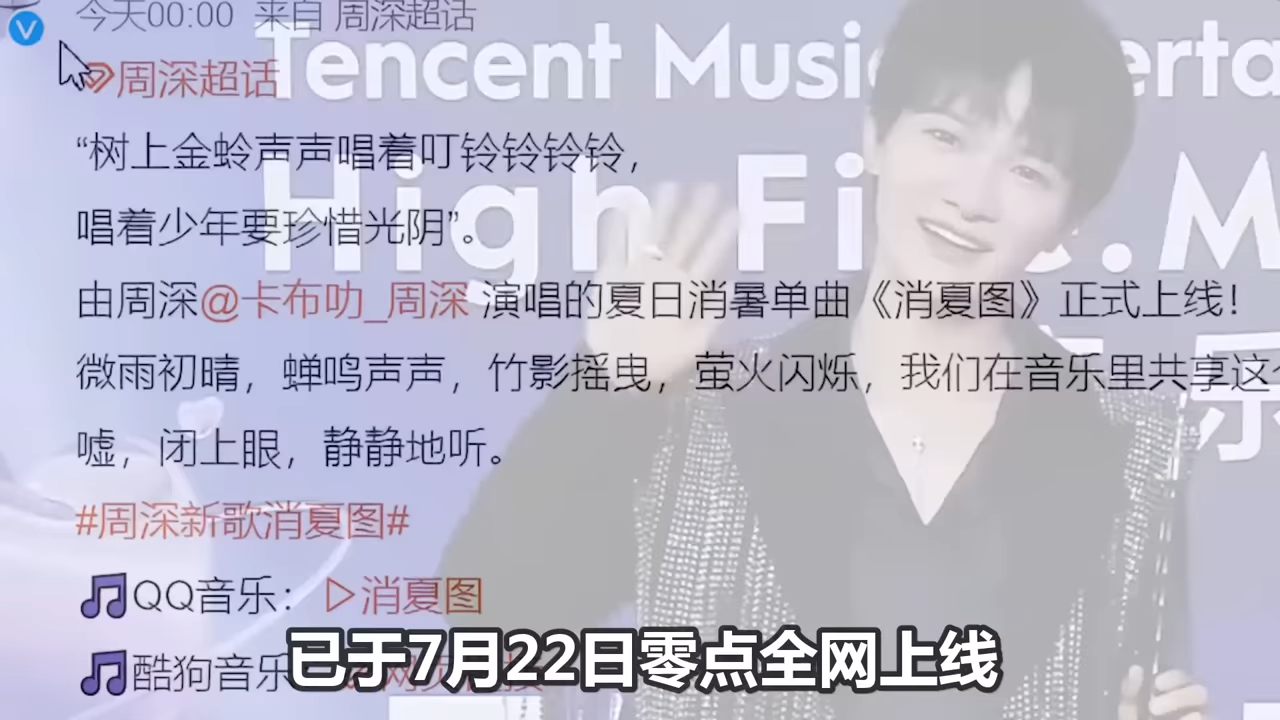 今天00:00 来自 周深超话
周深超话
Tencent Music
erta
“树上金蛉声声唱着叮铃铃铃铃，
High Fi
.M
唱着少年要珍惜光阴”。
由周深@卡布叻_周深 演唱的夏日消暑单曲《消夏图》正式上线！
微雨初晴，蝉鸣声声，竹影摇曳，萤火闪烁，我们在音乐里共享这个
嘘，闭上眼，静静地听。
#周深新歌消夏图#
QQ音乐：▷消夏图
酷狗音乐
已于7月22日零点全网上线